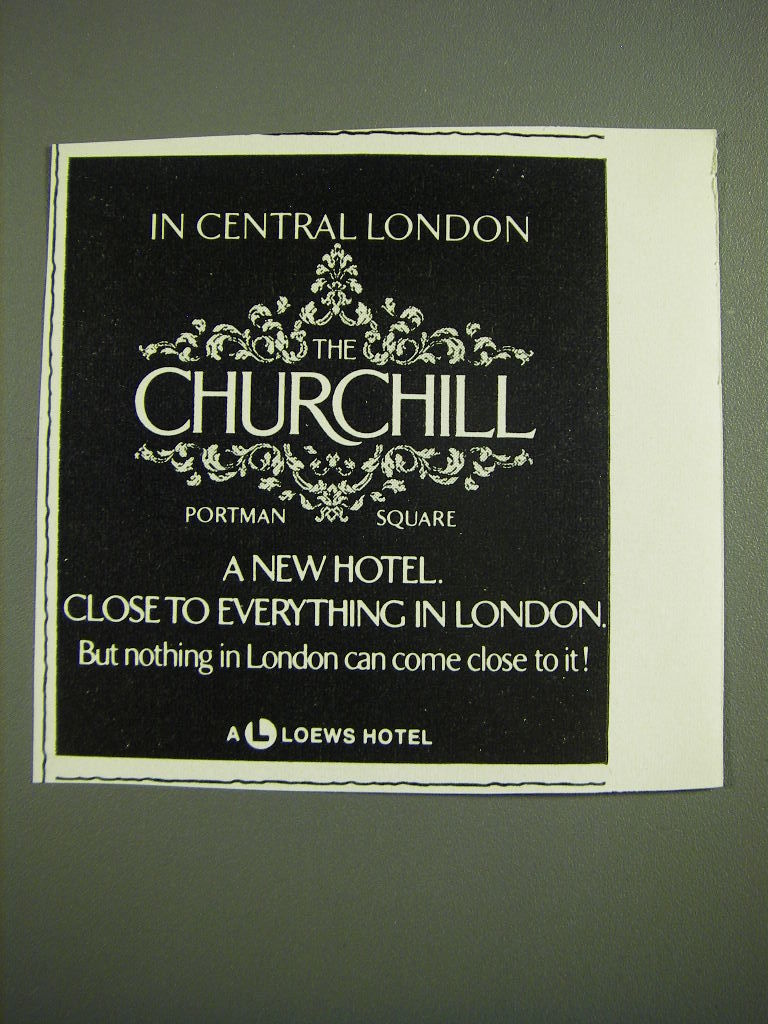 IN CENTRAL LONDON
THE
CHURCHILL
PORTMAN SQUARE
A NEW HOTEL.
CLOSE TO EVERYTHING IN LONDON.
But nothing in London can come close to it!
A L LOEWS HOTEL